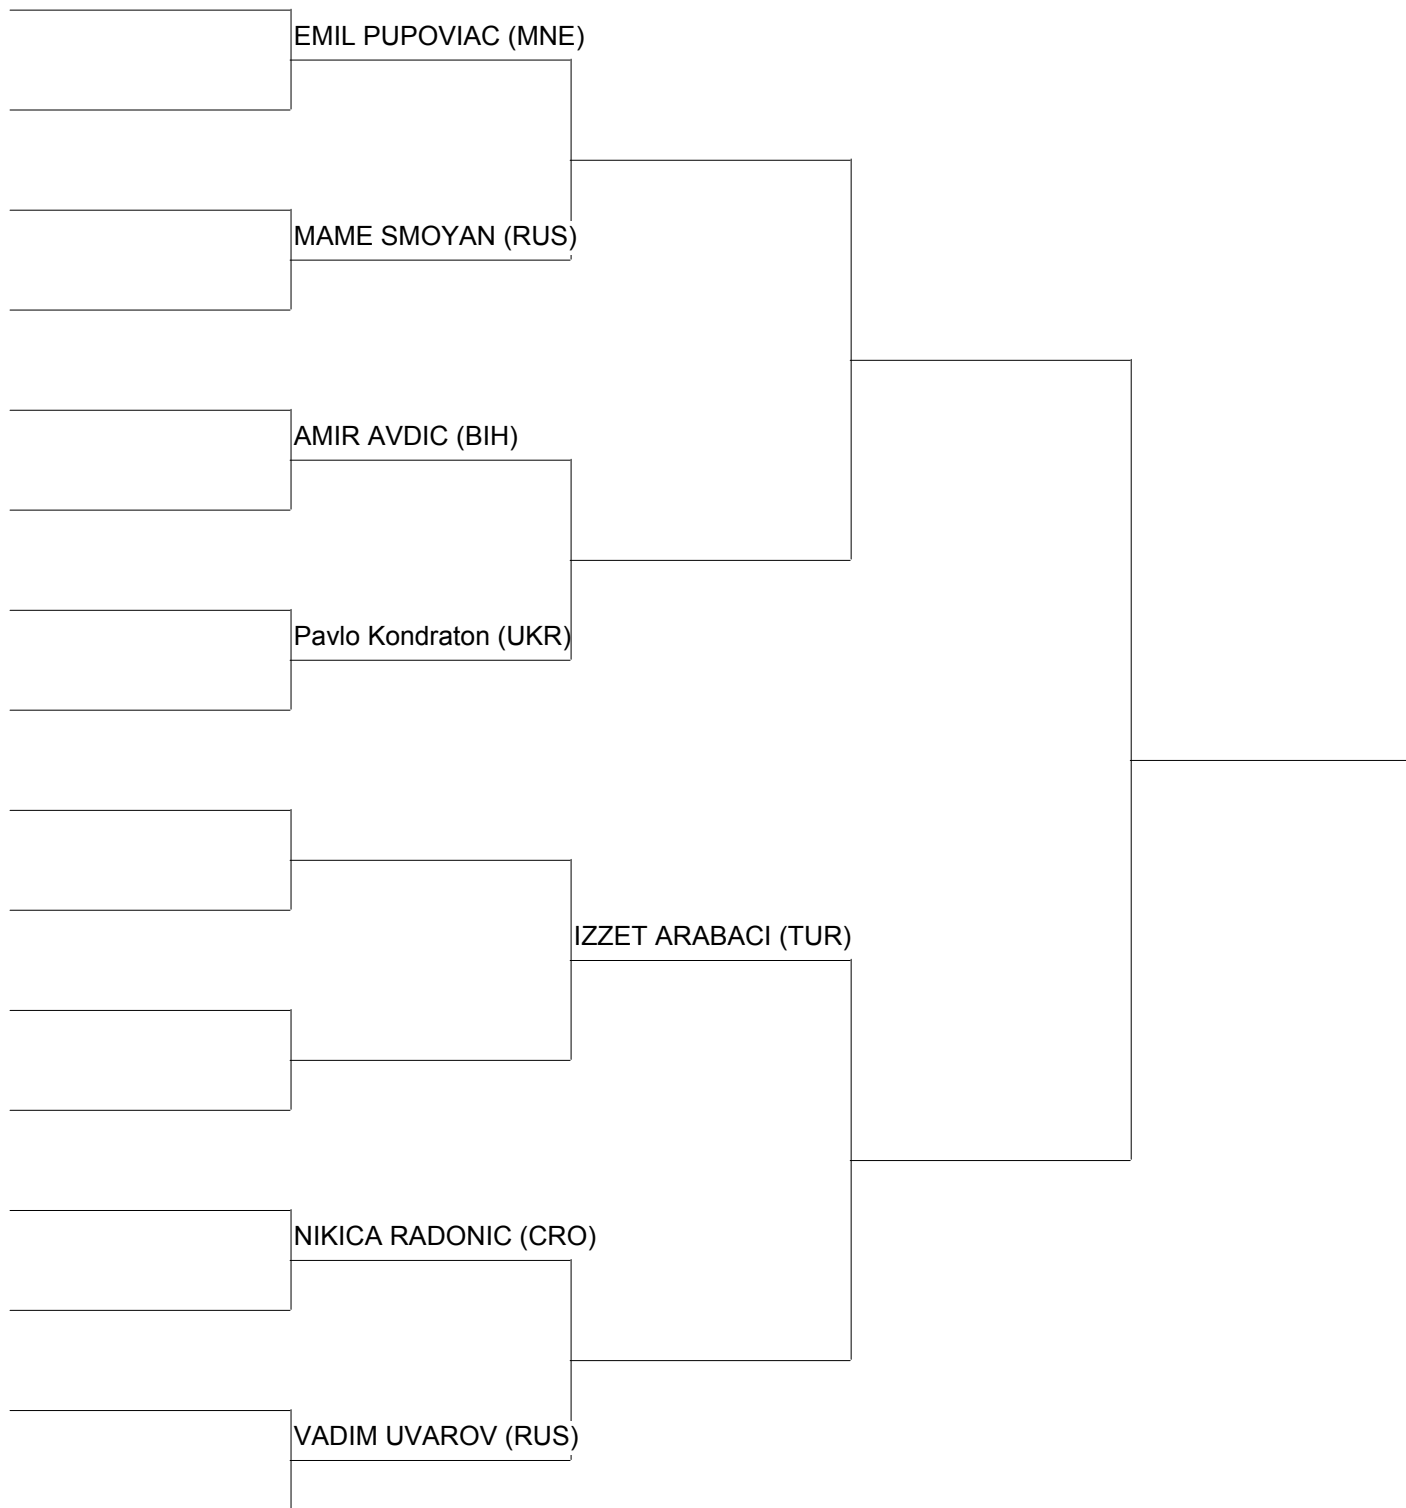 EMIL PUPOVIAC (MNE)
MAME SMOYAN (RUS)
AMIR AVDIC (BIH)
Pavlo Kondraton (UKR)
IZZET ARABACI (TUR)
NIKICA RADONIC (CRO)
VADIM UVAROV (RUS)